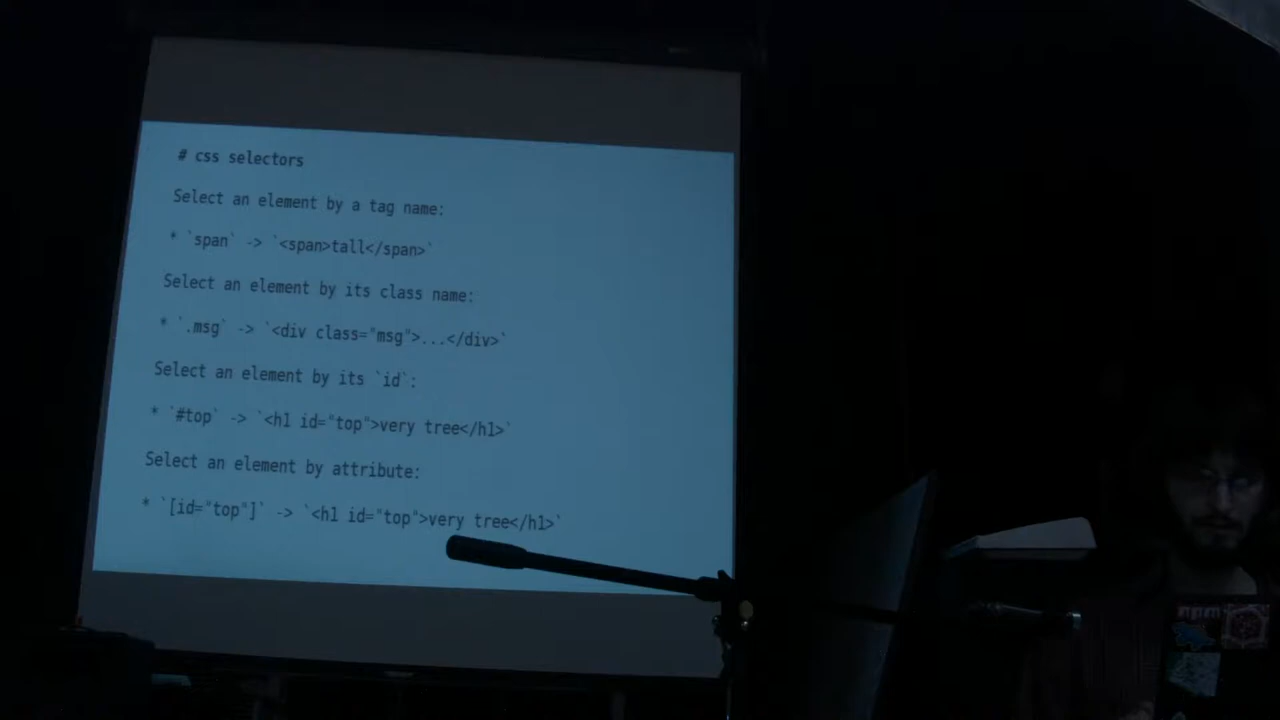 # css selectors
Select an element by a tag name:
* `span` -> `<span>tall</span>`
Select an element by its class name:
* `.msg` -> `<div class="msg">...</div>`
Select an element by its `id`:
* `#top` -> `<h1 id="top">very tree</h1>`
Select an element by attribute:
* `[id="top"]` -> `<h1 id="top">very tree</h1>`
npm